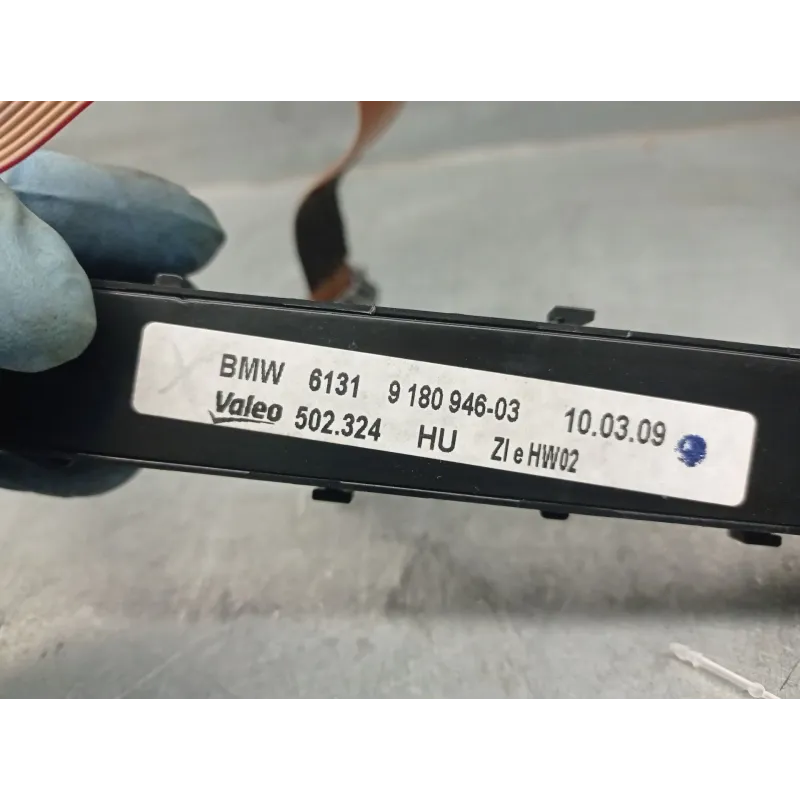 BMW 6131 9 180 946-03 10.03.09
Valeo 502.324 HU ZI e HW02